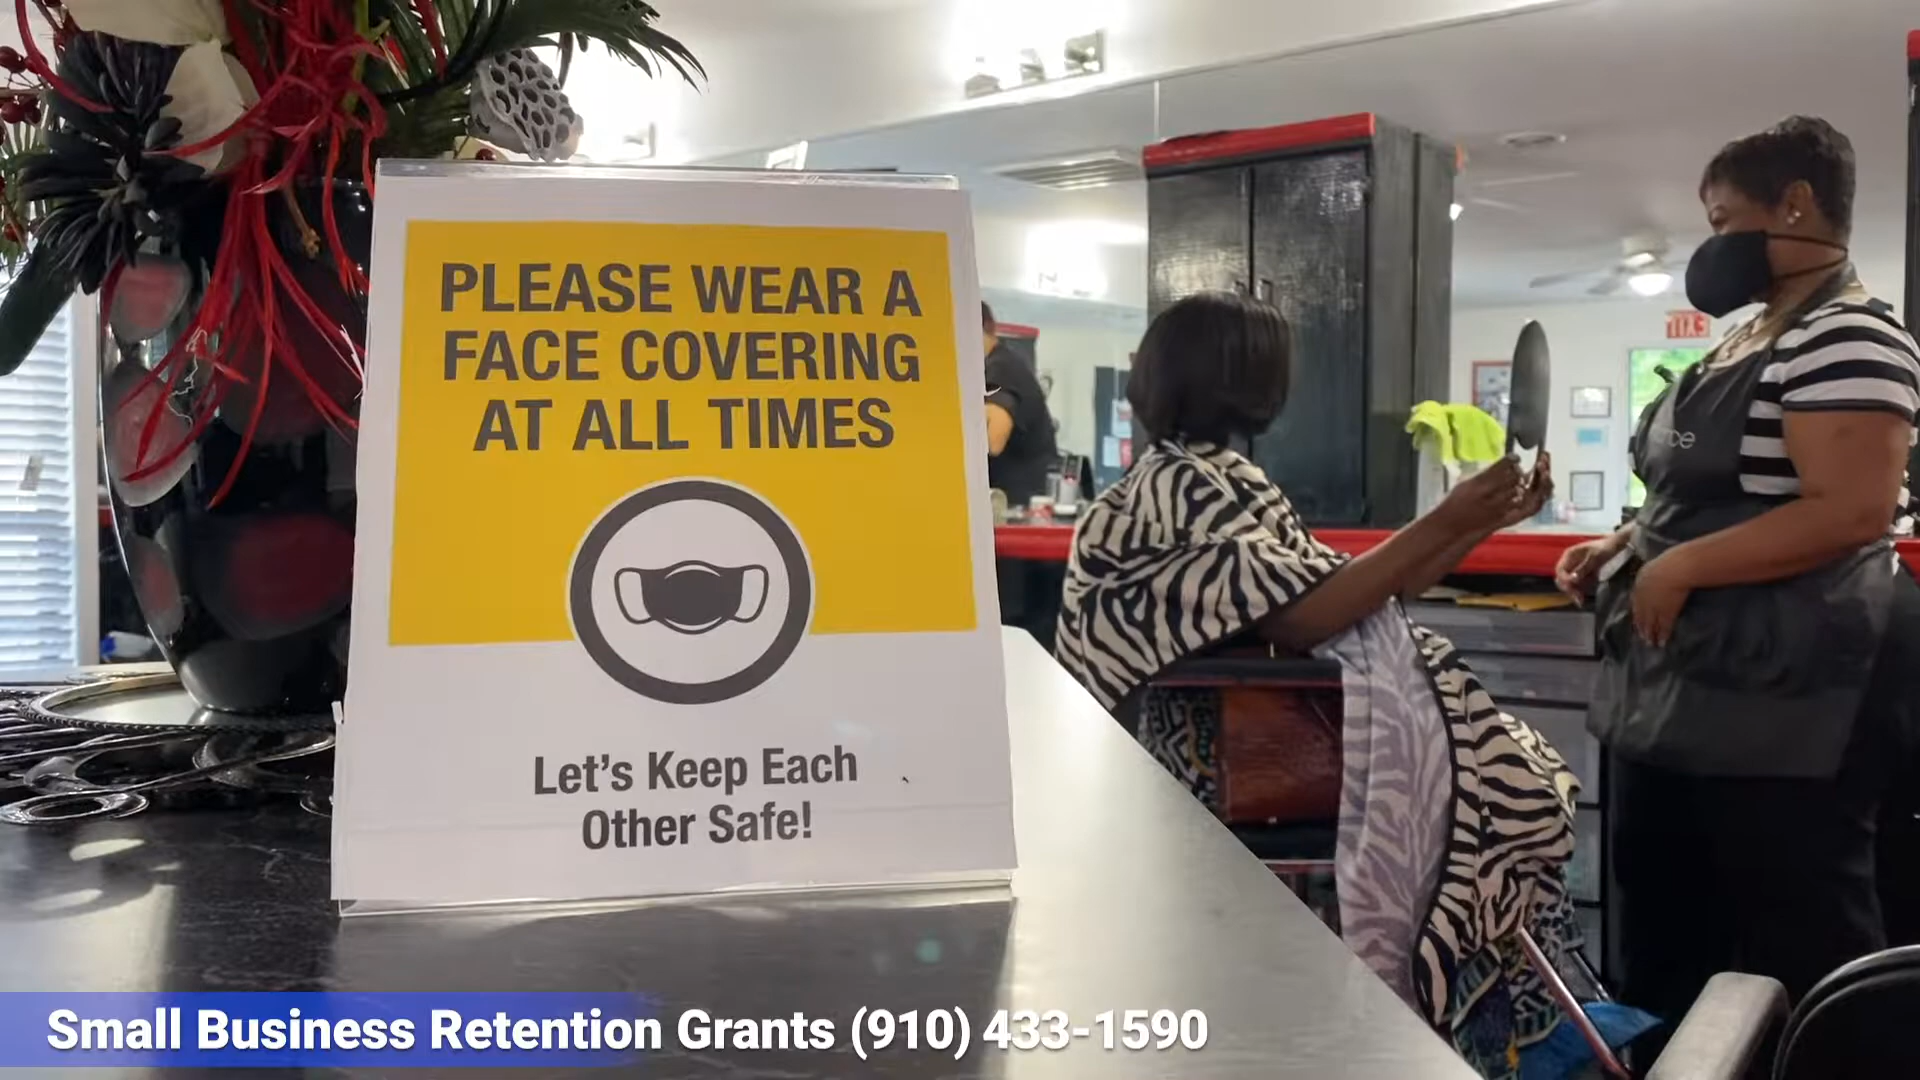 PLEASE WEAR A
FACE COVERING
AT ALL TIMES
Let's Keep Each
Other Safe!
EXIT
Small Business Retention Grants (910) 433-1590